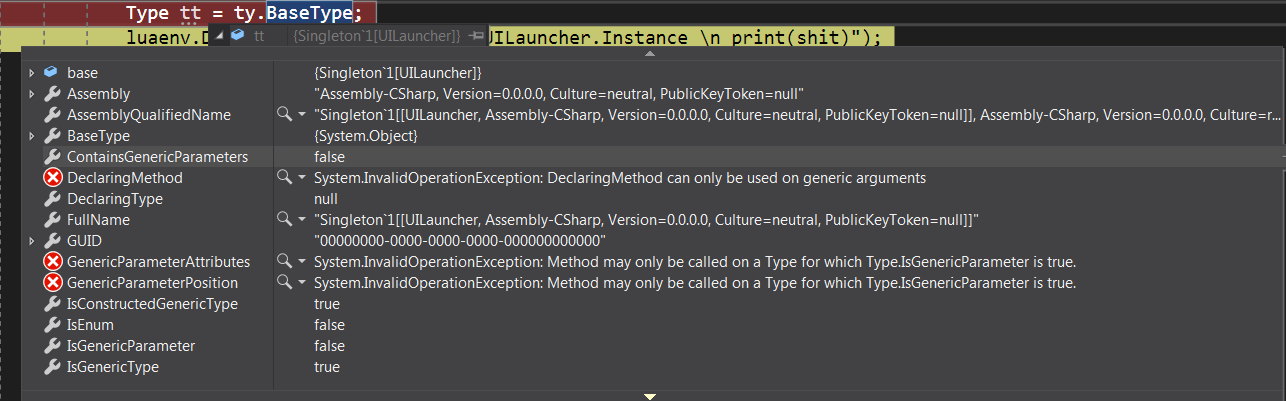 Type tt = ty.BaseType;
luaenv.D tt {Singleton`1[UILauncher]} UILauncher.Instance \n print(shit)");
base {Singleton`1[UILauncher]}
Assembly "Assembly-CSharp, Version=0.0.0.0, Culture=neutral, PublicKeyToken=null"
AssemblyQualifiedName "Singleton`1[[UILauncher, Assembly-CSharp, Version=0.0.0.0, Culture=neutral, PublicKeyToken=null]], Assembly-CSharp, Version=0.0.0.0, Culture=r...
BaseType {System.Object}
ContainsGenericParameters false
DeclaringMethod System.InvalidOperationException: DeclaringMethod can only be used on generic arguments
DeclaringType null
FullName "Singleton`1[[UILauncher, Assembly-CSharp, Version=0.0.0.0, Culture=neutral, PublicKeyToken=null]]"
GUID "00000000-0000-0000-0000-000000000000"
GenericParameterAttributes System.InvalidOperationException: Method may only be called on a Type for which Type.IsGenericParameter is true.
GenericParameterPosition System.InvalidOperationException: Method may only be called on a Type for which Type.IsGenericParameter is true.
IsConstructedGenericType true
IsEnum false
IsGenericParameter false
IsGenericType true